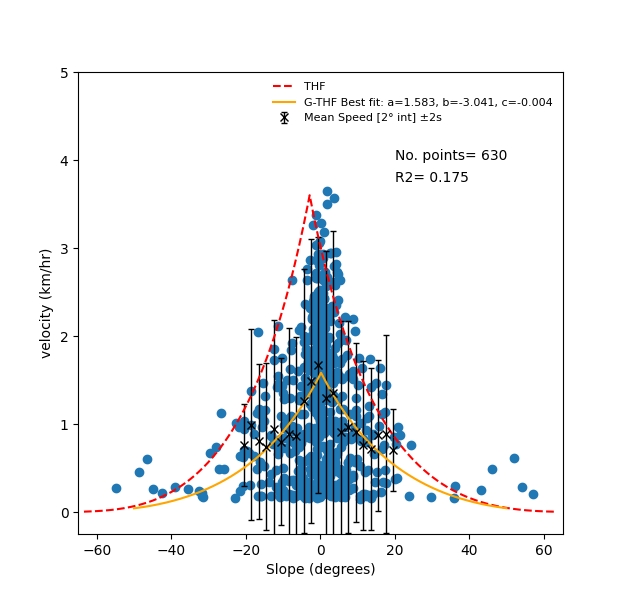 THF
G-THF Best fit: a=1.583, b=-3.041, c=-0.004
Mean Speed [2° int] ±2s
No. points= 630
R2= 0.175
5
4
3
2
1
0
velocity (km/hr)
−60 −40 −20 0 20 40 60
Slope (degrees)